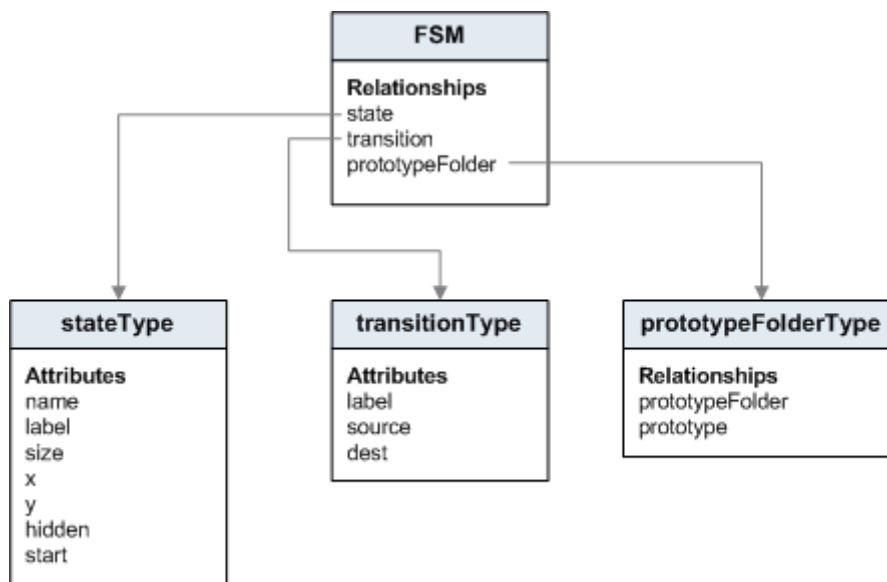 FSM
Relationships
state
transition
prototypeFolder
stateType
Attributes
name
label
size
x
y
hidden
start
transitionType
Attributes
label
source
dest
prototypeFolderType
Relationships
prototypeFolder
prototype